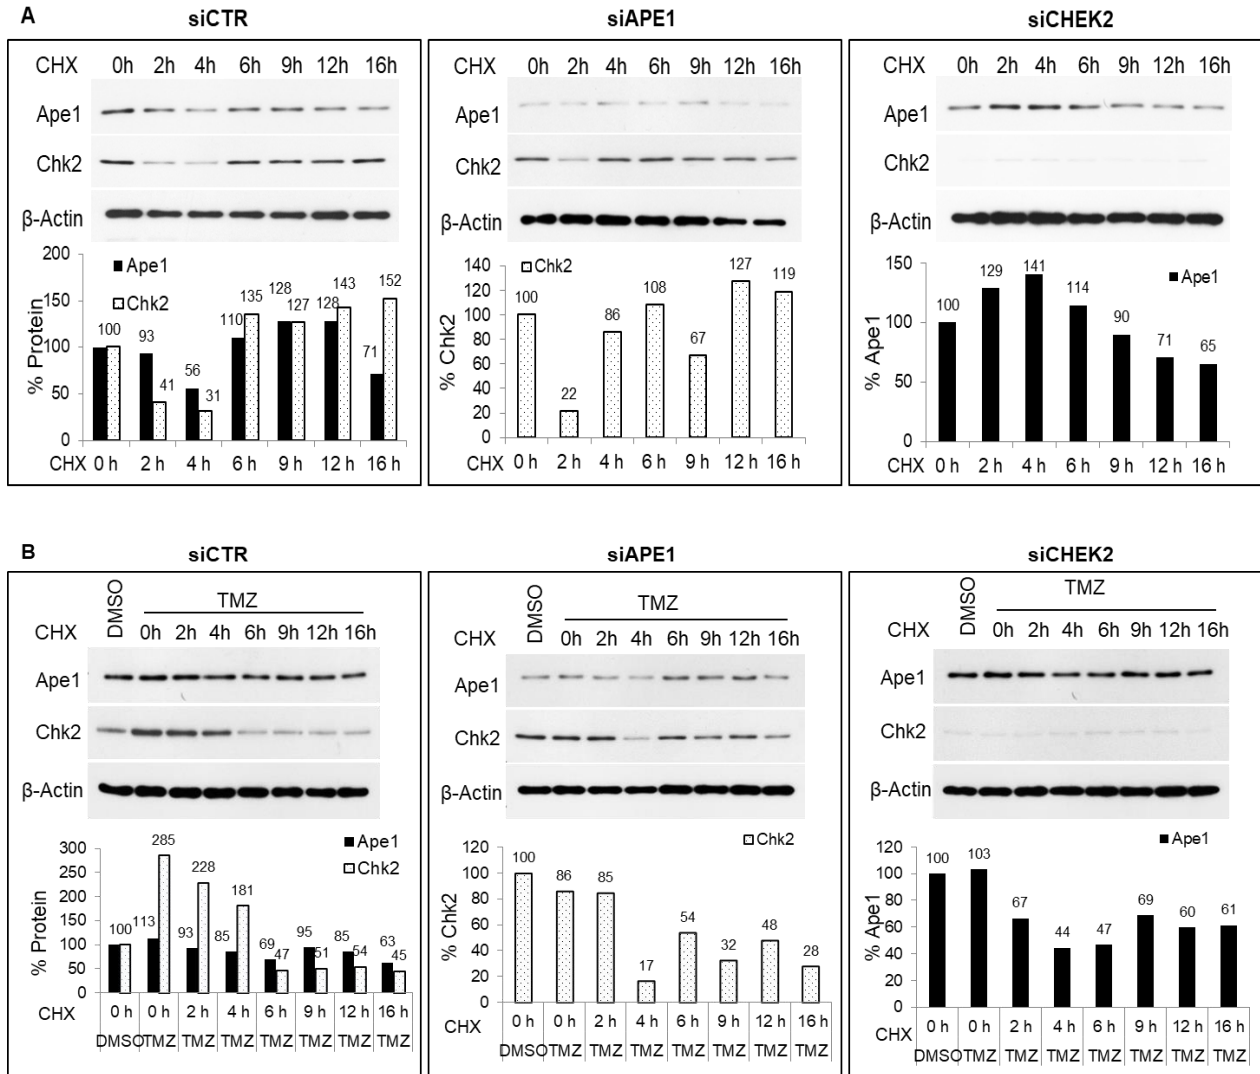 A
siCTR
siAPE1
siCHEK2
CHX 0h 2h 4h 6h 9h 12h 16h
Ape1
Chk2
β-Actin
200
150
100
50
0
% Protein
Ape1
Chk2
100
93
41
56
31
110
135
128
127
128
143
71
152
CHX 0 h 2 h 4 h 6 h 9 h 12 h 16 h
CHX 0h 2h 4h 6h 9h 12h 16h
Ape1
Chk2
β-Actin
140
120
100
80
60
40
20
0
% Chk2
Chk2
100
22
86
108
67
127
119
CHX 0 h 2 h 4 h 6 h 9 h 12 h 16 h
CHX 0h 2h 4h 6h 9h 12h 16h
Ape1
Chk2
β-Actin
150
100
50
0
% Ape1
Ape1
100
129
141
114
90
71
65
CHX 0 h 2 h 4 h 6 h 9 h 12 h 16 h
B
siCTR
siAPE1
siCHEK2
DMSO
TMZ
CHX 0h 2h 4h 6h 9h 12h 16h
Ape1
Chk2
β-Actin
300
250
200
150
100
50
0
% Protein
Ape1
Chk2
100
113
285
93
228
85
181
69
47
95
51
85
54
63
45
CHX 0 h 0 h 2 h 4 h 6 h 9 h 12 h 16 h
DMSO TMZ TMZ TMZ TMZ TMZ TMZ TMZ
DMSO
TMZ
CHX 0h 2h 4h 6h 9h 12h 16h
Ape1
Chk2
β-Actin
120
100
80
60
40
20
0
% Chk2
Chk2
100
86
85
17
54
32
48
28
CHX 0 h 0 h 2 h 4 h 6 h 9 h 12 h 16 h
DMSO TMZ TMZ TMZ TMZ TMZ TMZ TMZ
DMSO
TMZ
CHX 0h 2h 4h 6h 9h 12h 16h
Ape1
Chk2
β-Actin
120
100
80
60
40
20
0
% Ape1
Ape1
100
103
67
44
47
69
60
61
CHX 0 h 0 h 2 h 4 h 6 h 9 h 12 h 16 h
DMSO TMZ TMZ TMZ TMZ TMZ TMZ TMZ